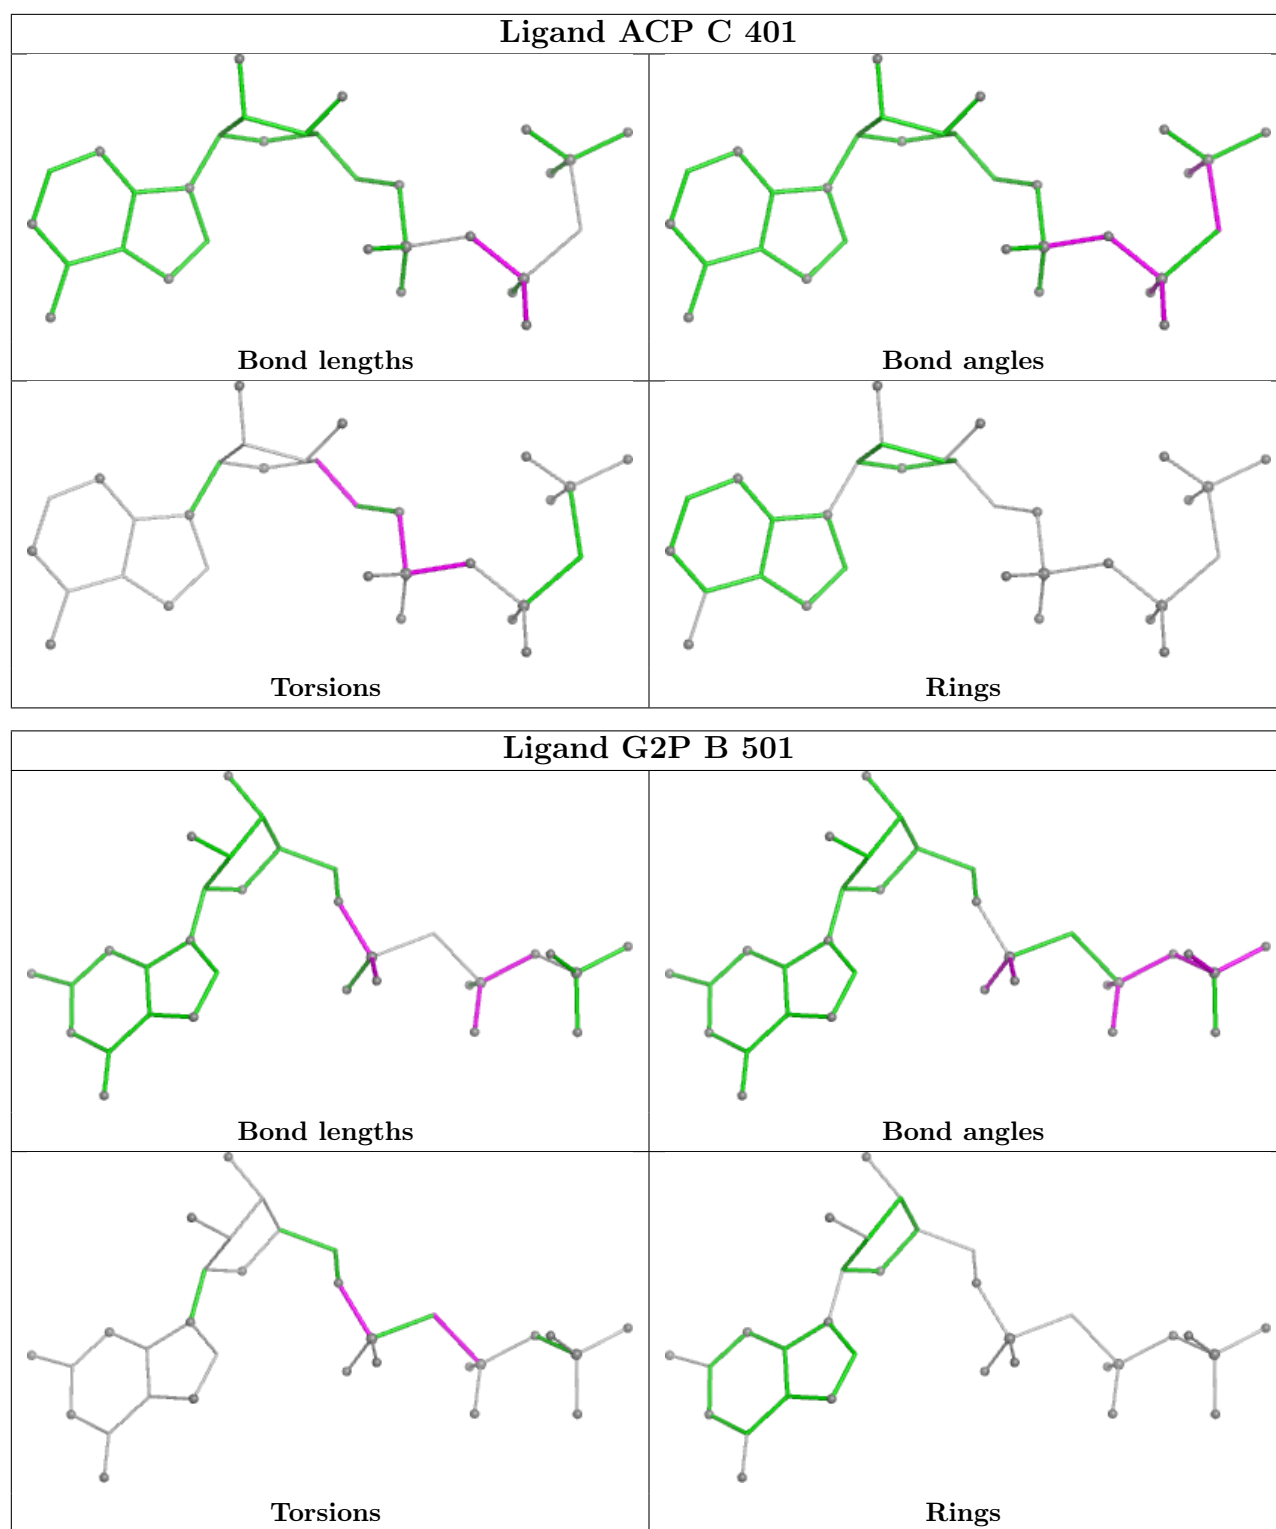 Ligand ACP C 401
Bond lengths
Bond angles
Torsions
Rings
Ligand G2P B 501
Bond lengths
Bond angles
Torsions
Rings